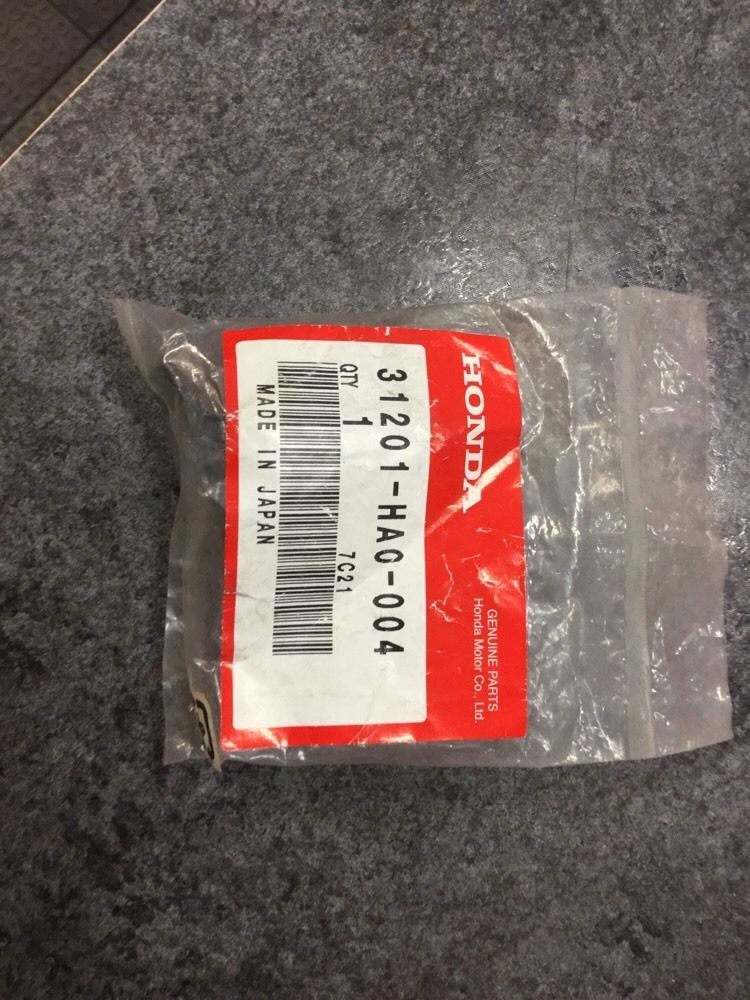 HONDA
GENUINE PARTS
Honda Motor Co., Ltd.
31201-HA0-004
QTY 1 7C21
MADE IN JAPAN